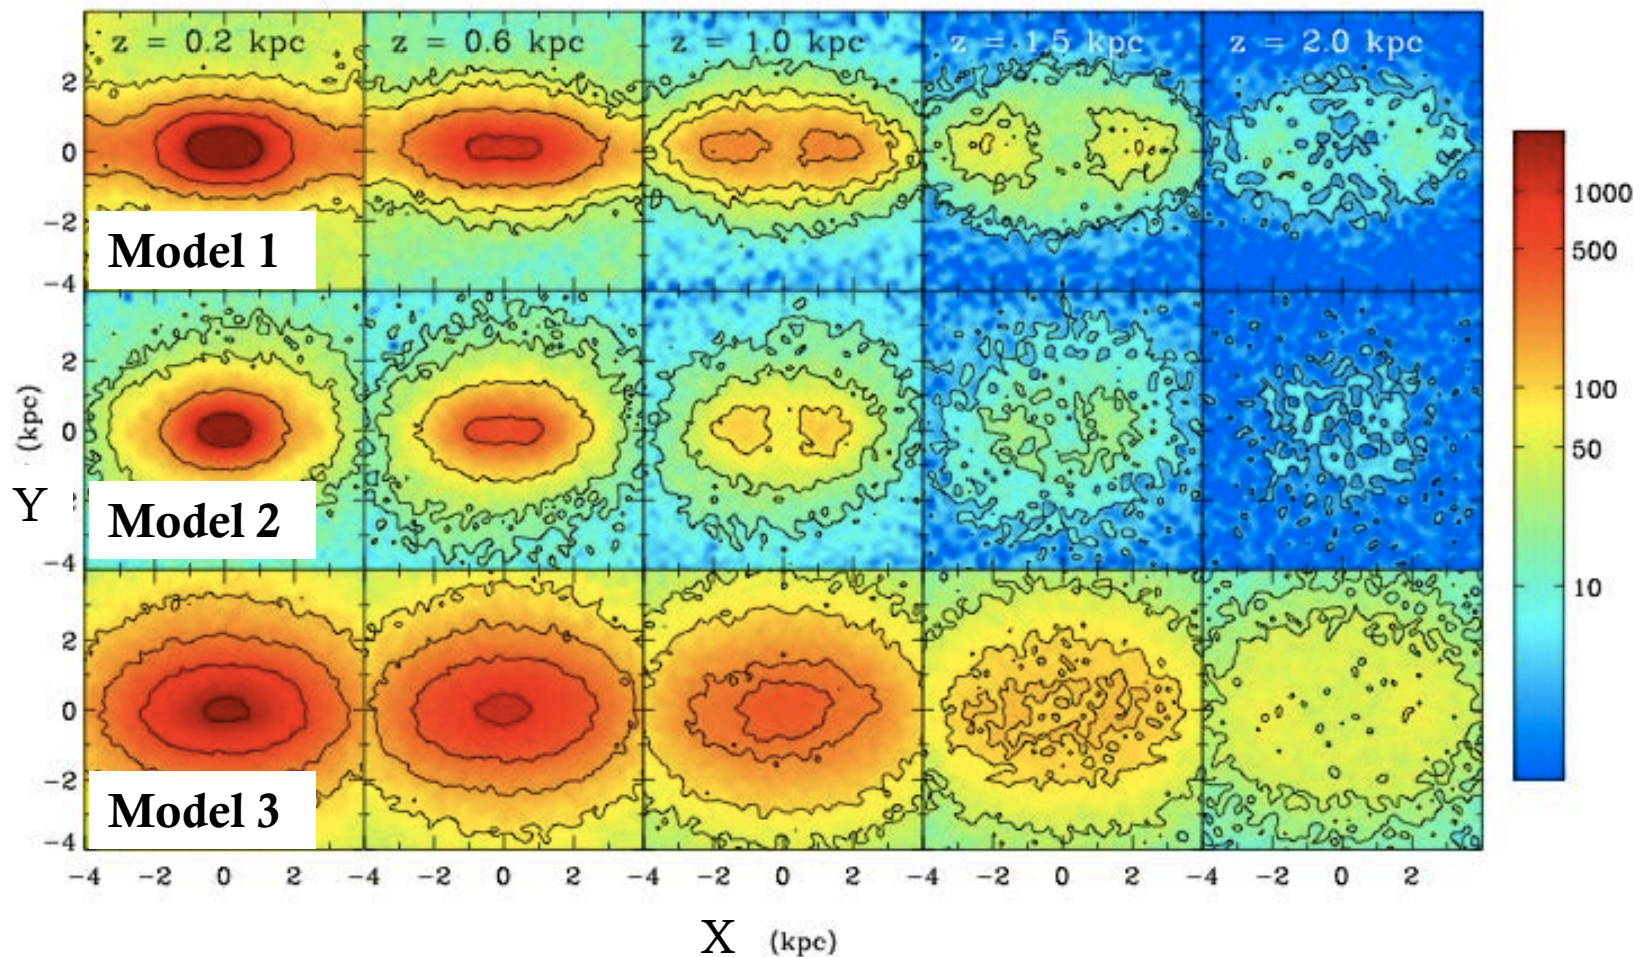 z = 0.2 kpc z = 0.6 kpc z = 1.0 kpc z = 1.5 kpc z = 2.0 kpc
2
0
−2
−4
Model 1
2
0
−4
Model 2
2
0
−2
−4
Model 3
Y (kpc)
−4 −2 0 2 −4 −2 0 2 −4 −2 0 2 −4 −2 0 2 −4 −2 0 2
X (kpc)
1000
500
100
50
10